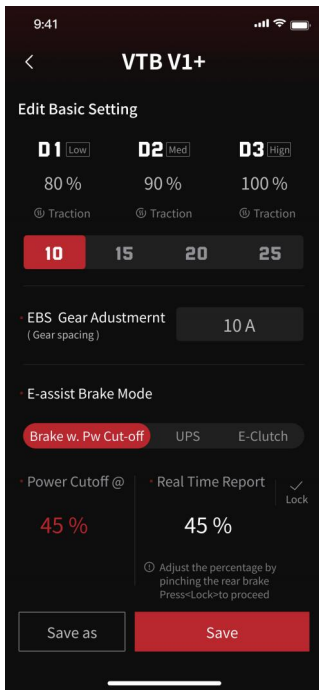 9:41
VTB V1+
Edit Basic Setting
D1 Low D2 Med D3 Hign
80 % 90 % 100 %
Traction Traction Traction
10 15 20 25
EBS Gear Adustmernt 10 A
( Gear spacing )
E-assist Brake Mode
Brake w. Pw Cut-off UPS E-Clutch
Power Cutoff @ Real Time Report
Lock
45 % 45 %
Adjust the percentage by
pinching the rear brake
Press<Lock>to proceed
Save as Save